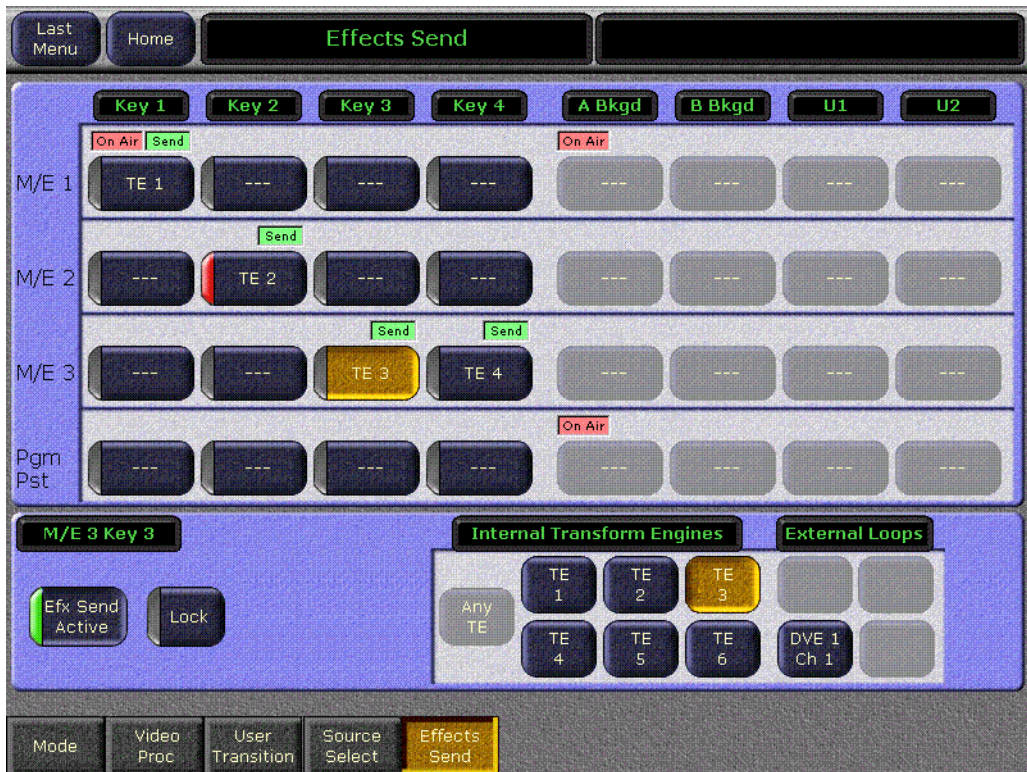 Last
Menu
Home
Effects Send
Key 1 Key 2 Key 3 Key 4 A Bkgd B Bkgd U1 U2
On Air Send On Air
M/E 1 TE 1 --- --- --- --- --- --- ---
Send
M/E 2 --- TE 2 --- --- --- --- --- ---
Send Send
M/E 3 --- --- TE 3 TE 4 --- --- --- ---
On Air
Pgm
Pst
--- --- --- --- --- --- --- ---
M/E 3 Key 3
Efx Send
Active
Lock
Internal Transform Engines
External Loops
Any
TE
TE
1
TE
2
TE
3
TE
4
TE
5
TE
6
DVE 1
Ch 1
Mode
Video
Proc
User
Transition
Source
Select
Effects
Send